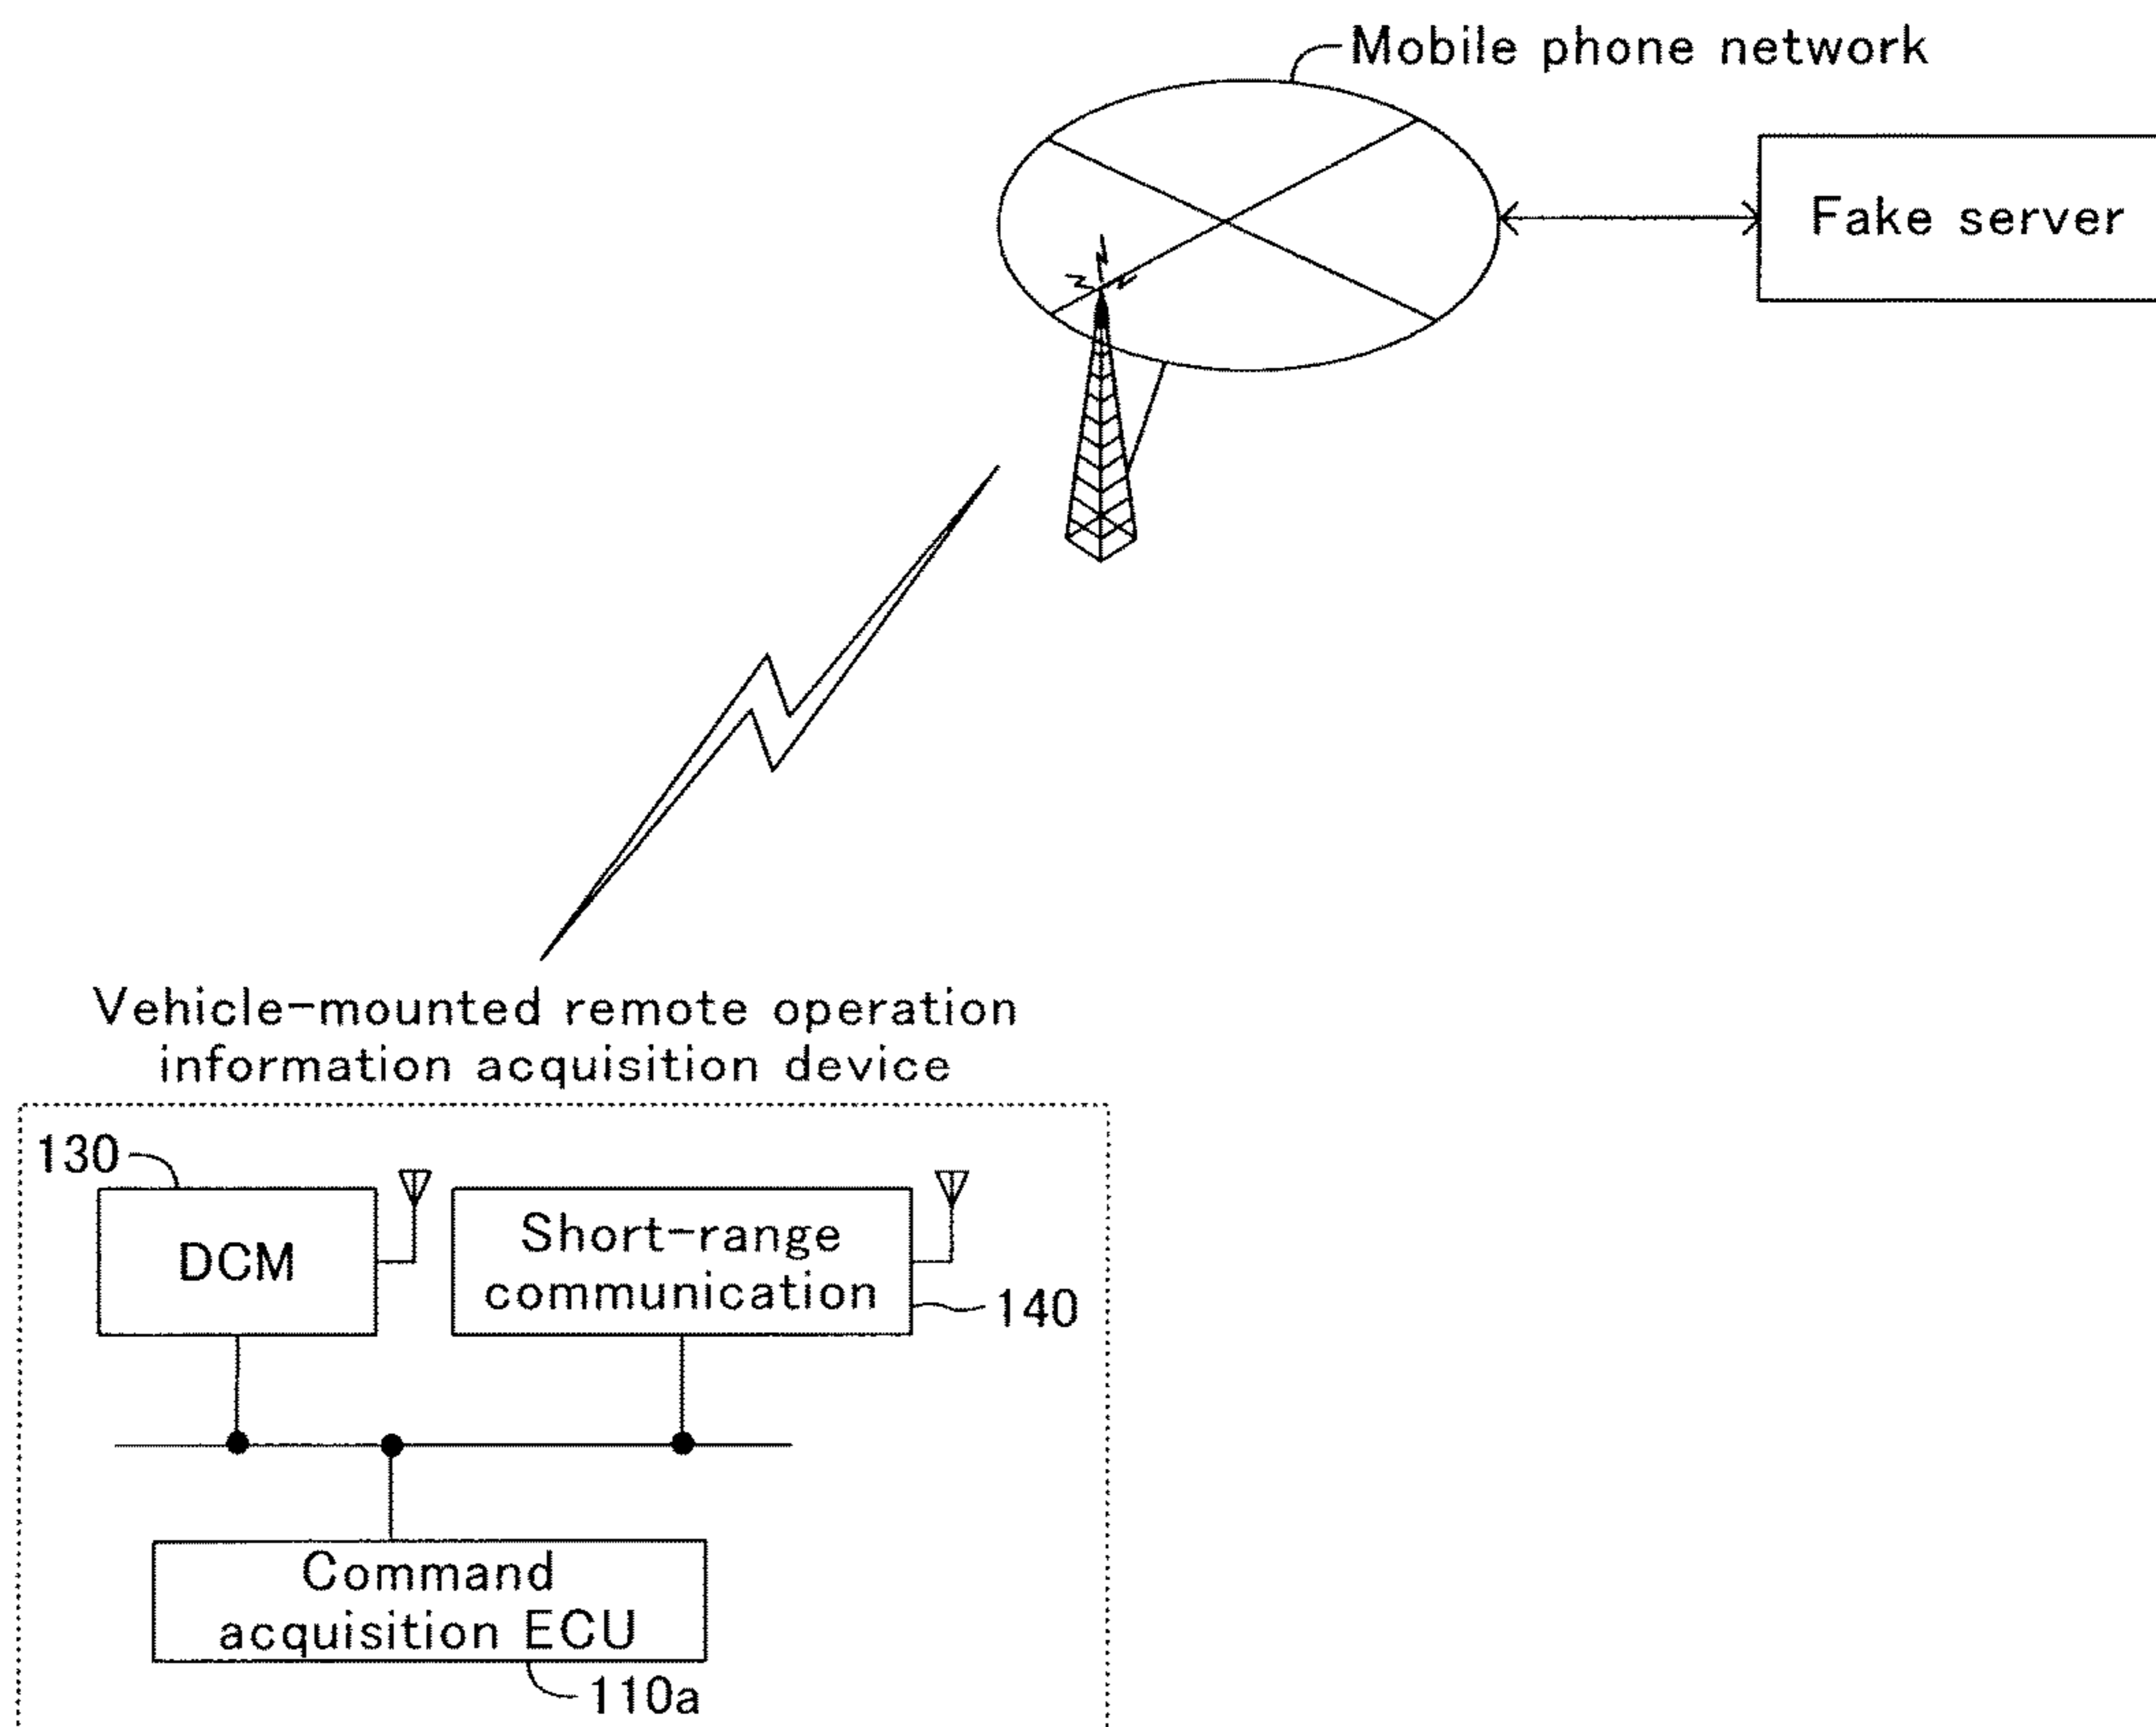 Mobile phone network
Fake server
Vehicle-mounted remote operation
information acquisition device
130
DCM
Short-range
communication
140
Command
acquisition ECU
110a